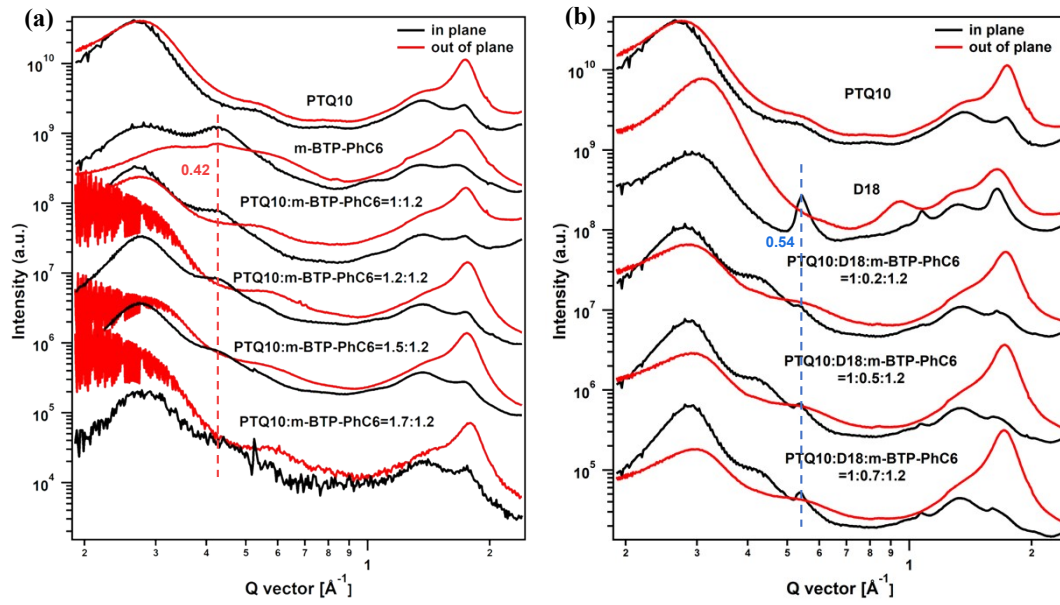 (a)
in plane
out of plane
PTQ10
m-BTP-PhC6
0.42
PTQ10:m-BTP-PhC6=1:1.2
PTQ10:m-BTP-PhC6=1.2:1.2
PTQ10:m-BTP-PhC6=1.5:1.2
PTQ10:m-BTP-PhC6=1.7:1.2
Intensity (a.u.)
10^10
10^9
10^8
10^7
10^6
10^5
10^4
2 3 4 5 6 7 8 9 1 2
Q vector [Å^-1]
(b)
in plane
out of plane
PTQ10
D18
0.54
PTQ10:D18:m-BTP-PhC6
=1:0.2:1.2
PTQ10:D18:m-BTP-PhC6
=1:0.5:1.2
PTQ10:D18:m-BTP-PhC6
=1:0.7:1.2
Intensity (a.u.)
10^10
10^9
10^8
10^7
10^6
10^5
2 3 4 5 6 7 8 9 1 2
Q vector [Å^-1]